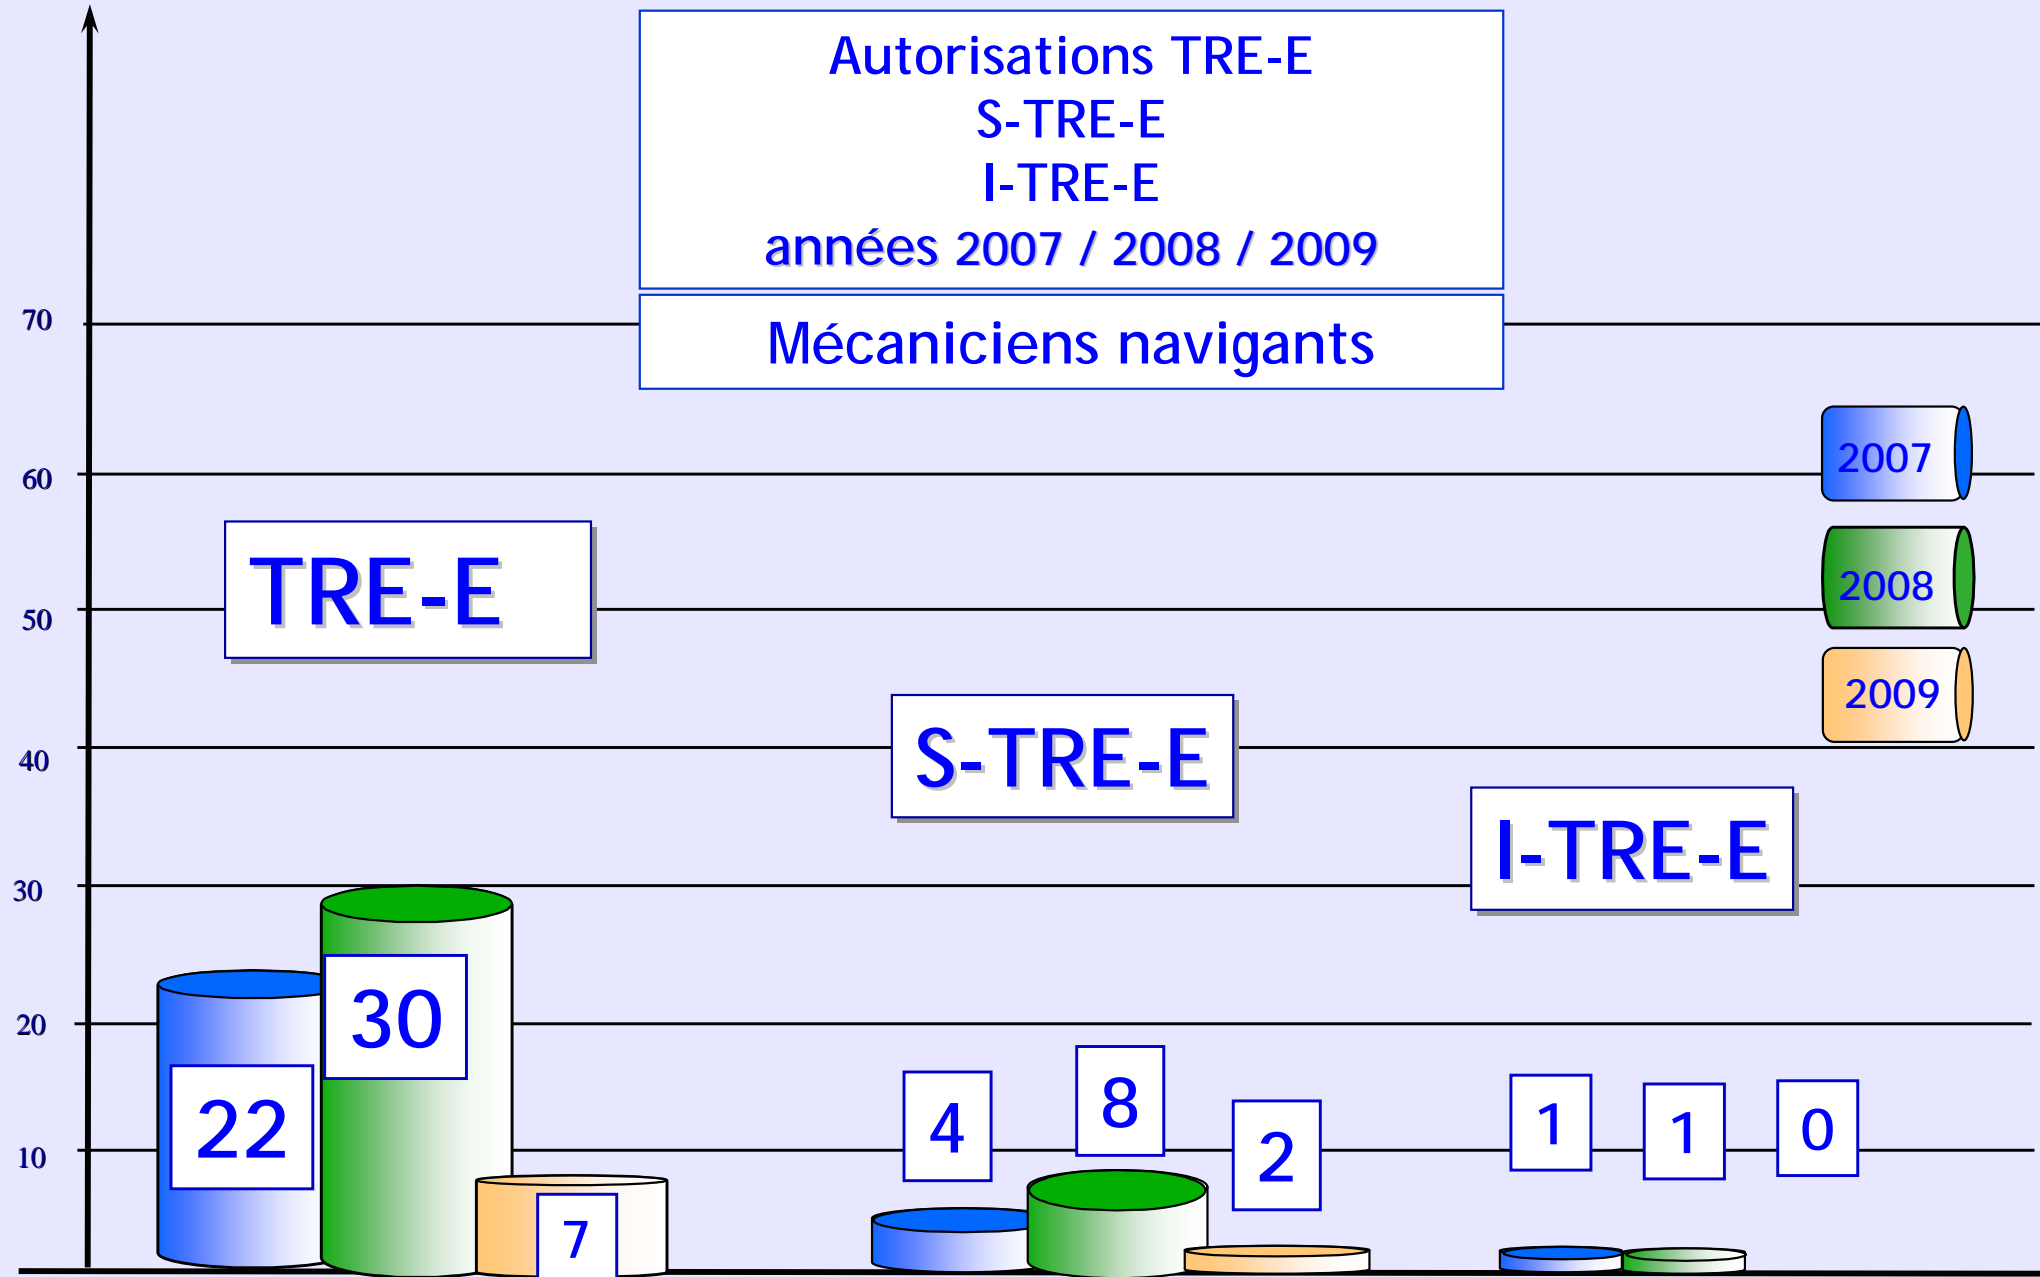 Autorisations TRE-E
S-TRE-E
I-TRE-E
années 2007 / 2008 / 2009
Mécaniciens navigants
70
60
50
40
30
20
10
2007
2008
2009
TRE-E
S-TRE-E
I-TRE-E
22
30
7
4
8
2
1
1
0